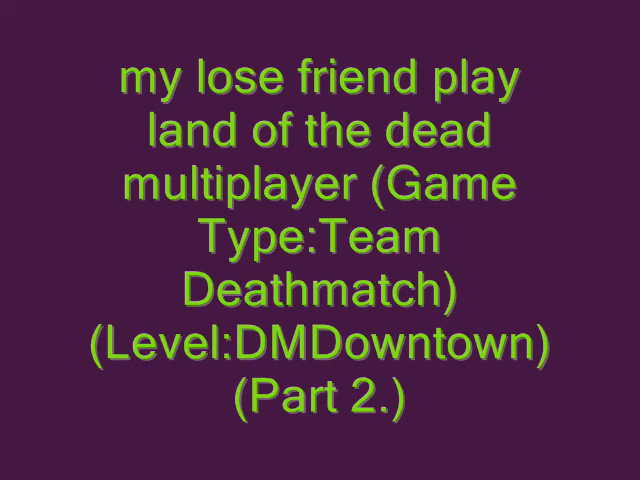 my lose friend play
land of the dead
multiplayer (Game
Type:Team
Deathmatch)
(Level:DMDowntown)
(Part 2.)